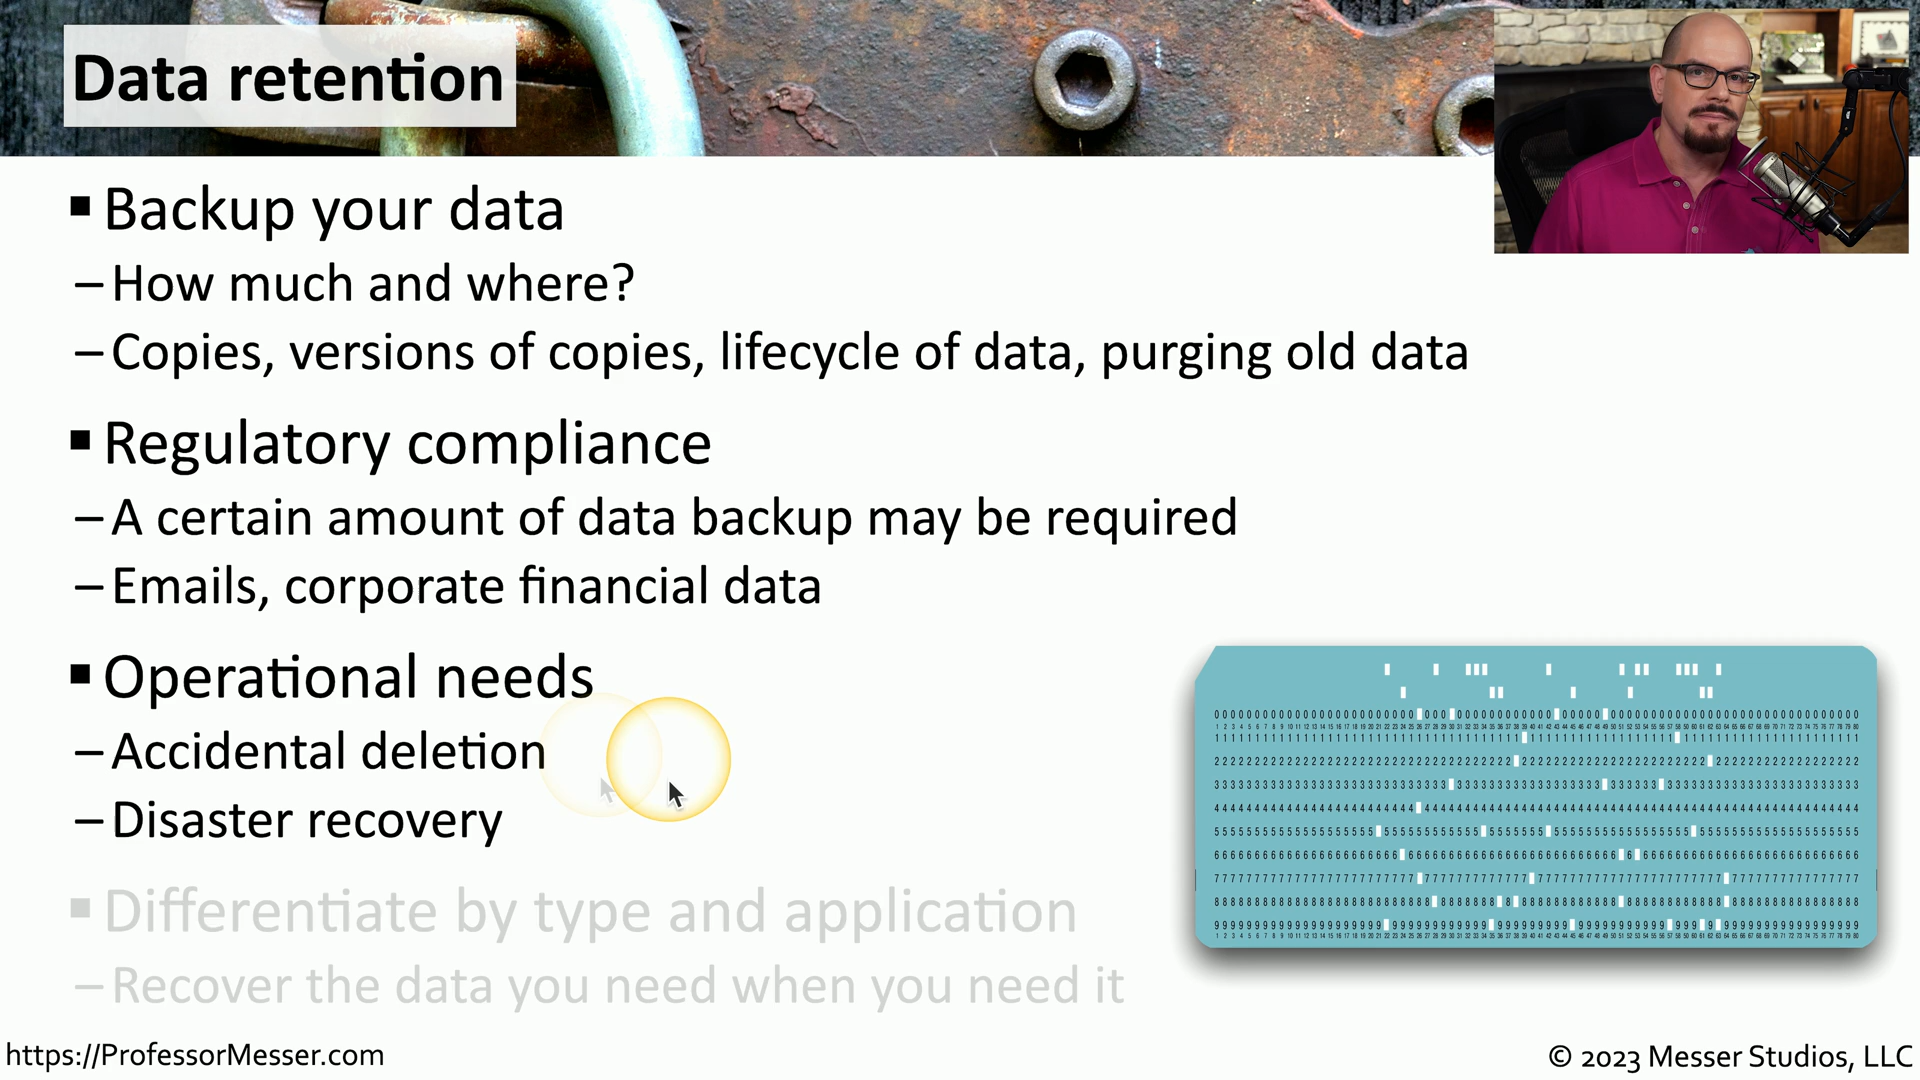 Data retention
▪ Backup your data
– How much and where?
– Copies, versions of copies, lifecycle of data, purging old data
▪ Regulatory compliance
– A certain amount of data backup may be required
– Emails, corporate financial data
▪ Operational needs
– Accidental deletion
– Disaster recovery
▪ Differentiate by type and application
– Recover the data you need when you need it
https://ProfessorMesser.com
© 2023 Messer Studios, LLC